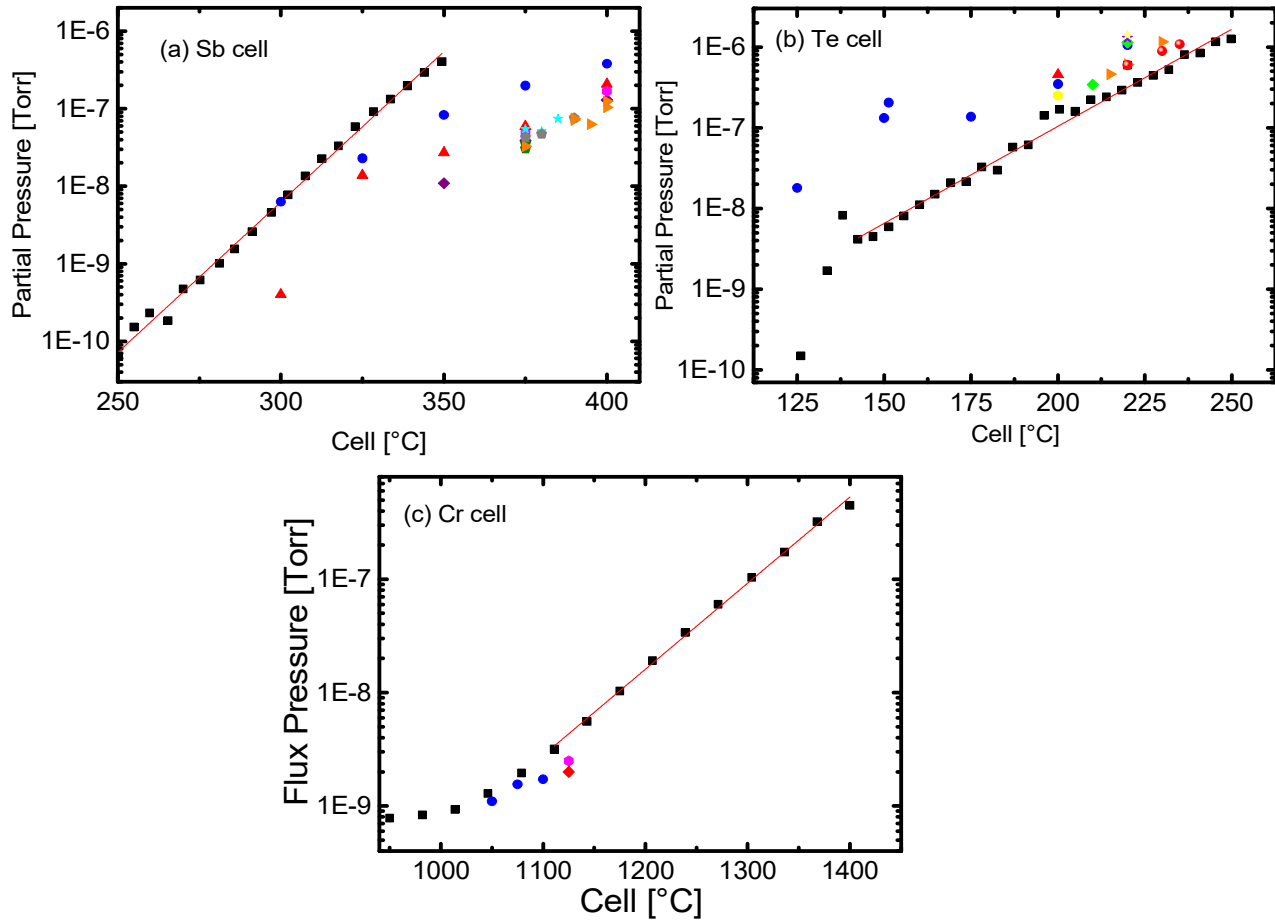 (a) Sb cell
Partial Pressure [Torr]
1E-6
1E-7
1E-8
1E-9
1E-10
250
300
350
400
Cell [°C]
(b) Te cell
Partial Pressure [Torr]
1E-6
1E-7
1E-8
1E-9
1E-10
125
150
175
200
225
250
Cell [°C]
(c) Cr cell
Flux Pressure [Torr]
1E-7
1E-8
1E-9
1000
1100
1200
1300
1400
Cell [°C]